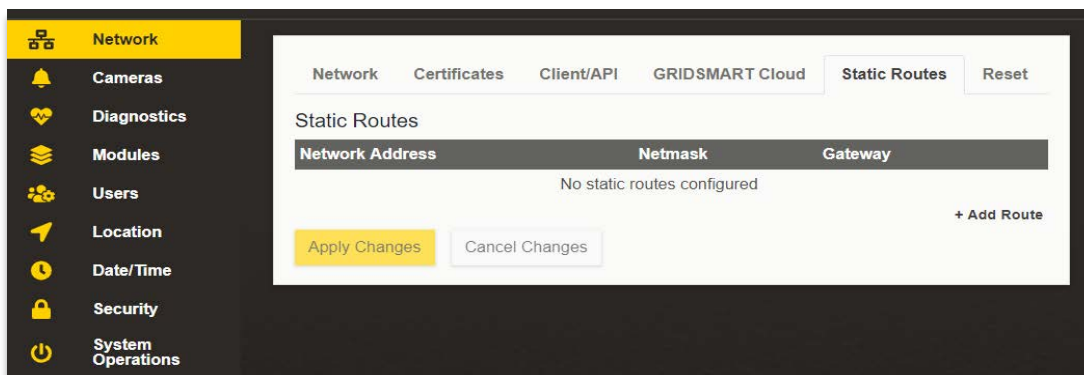 Network
Cameras
Diagnostics
Modules
Users
Location
Date/Time
Security
System
Operations
Network Certificates Client/API GRIDSMART Cloud Static Routes Reset
Static Routes
Network Address Netmask Gateway
No static routes configured
+ Add Route
Apply Changes Cancel Changes